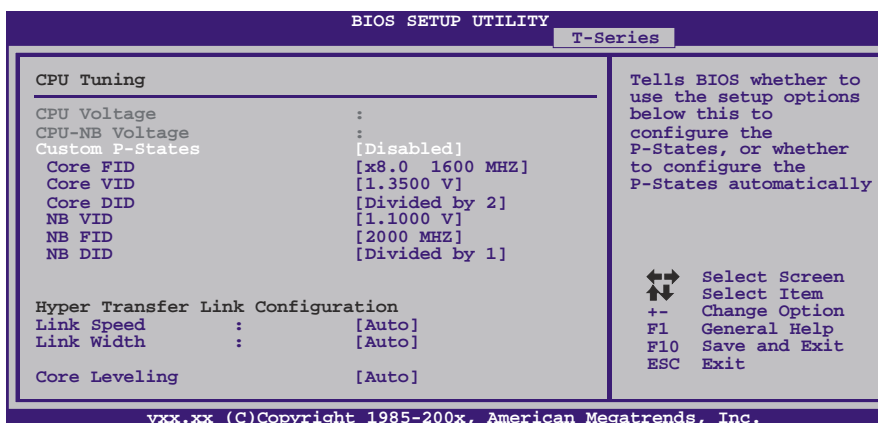 BIOS SETUP UTILITY
T-Series
CPU Tuning
CPU Voltage :
CPU-NB Voltage :
Custom P-States [Disabled]
Core FID [x8.0 1600 MHZ]
Core VID [1.3500 V]
Core DID [Divided by 2]
NB VID [1.1000 V]
NB FID [2000 MHZ]
NB DID [Divided by 1]
Hyper Transfer Link Configuration
Link Speed : [Auto]
Link Width : [Auto]
Core Leveling [Auto]
Tells BIOS whether to
use the setup options
below this to
configure the
P-States, or whether
to configure the
P-States automatically
Select Screen
Select Item
+- Change Option
F1 General Help
F10 Save and Exit
ESC Exit
vxx.xx (C)Copyright 1985-200x, American Megatrends, Inc.